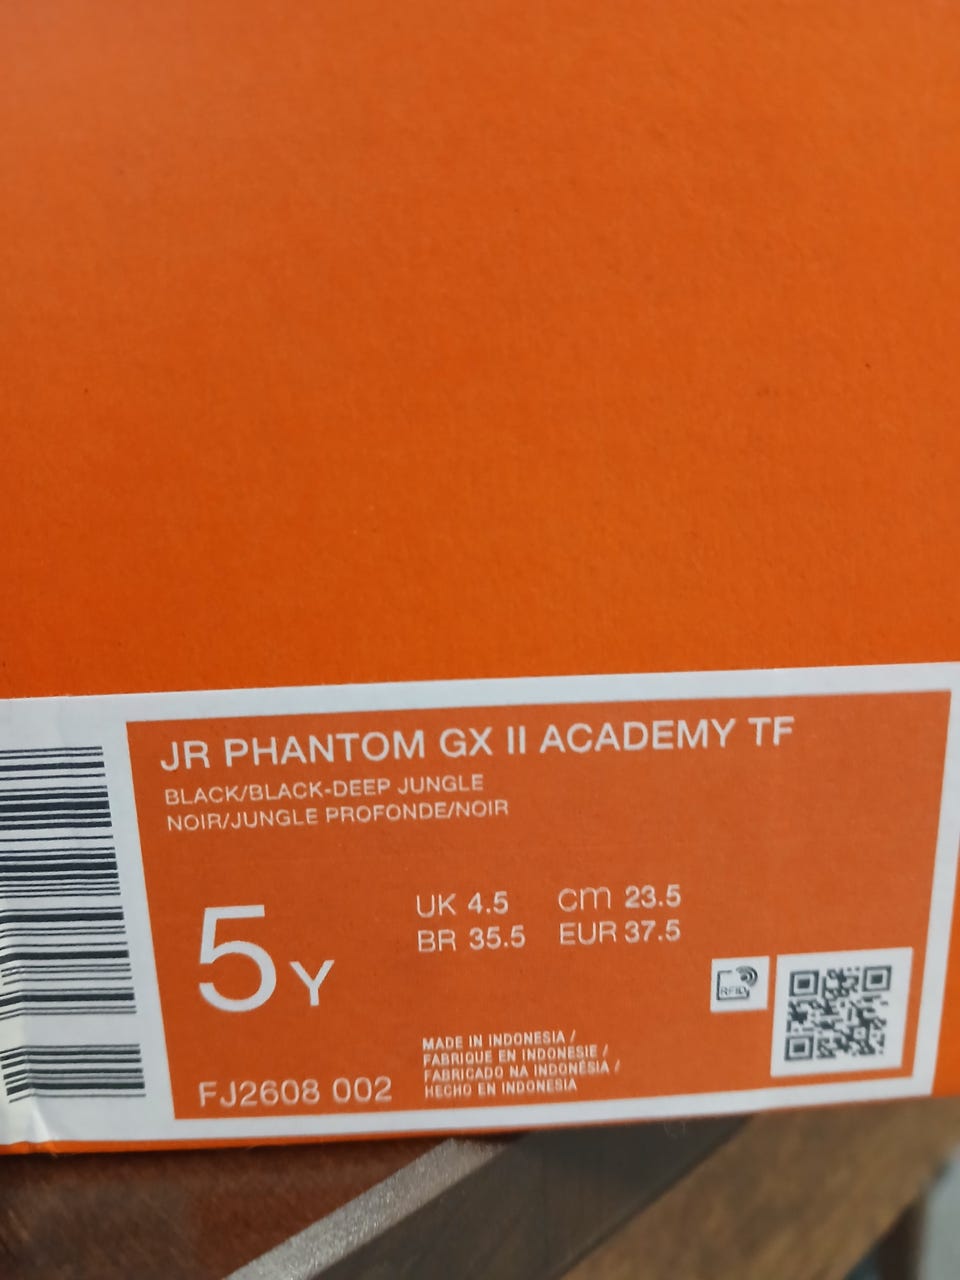 JR PHANTOM GX II ACADEMY TF
BLACK/BLACK-DEEP JUNGLE
NOIR/JUNGLE PROFONDE/NOIR
5Y
UK 4.5 cm 23.5
BR 35.5 EUR 37.5
RFID
MADE IN INDONESIA /
FABRIQUE EN INDONESIE /
FABRICADO NA INDONÉSIA /
HECHO EN INDONESIA
FJ2608 002